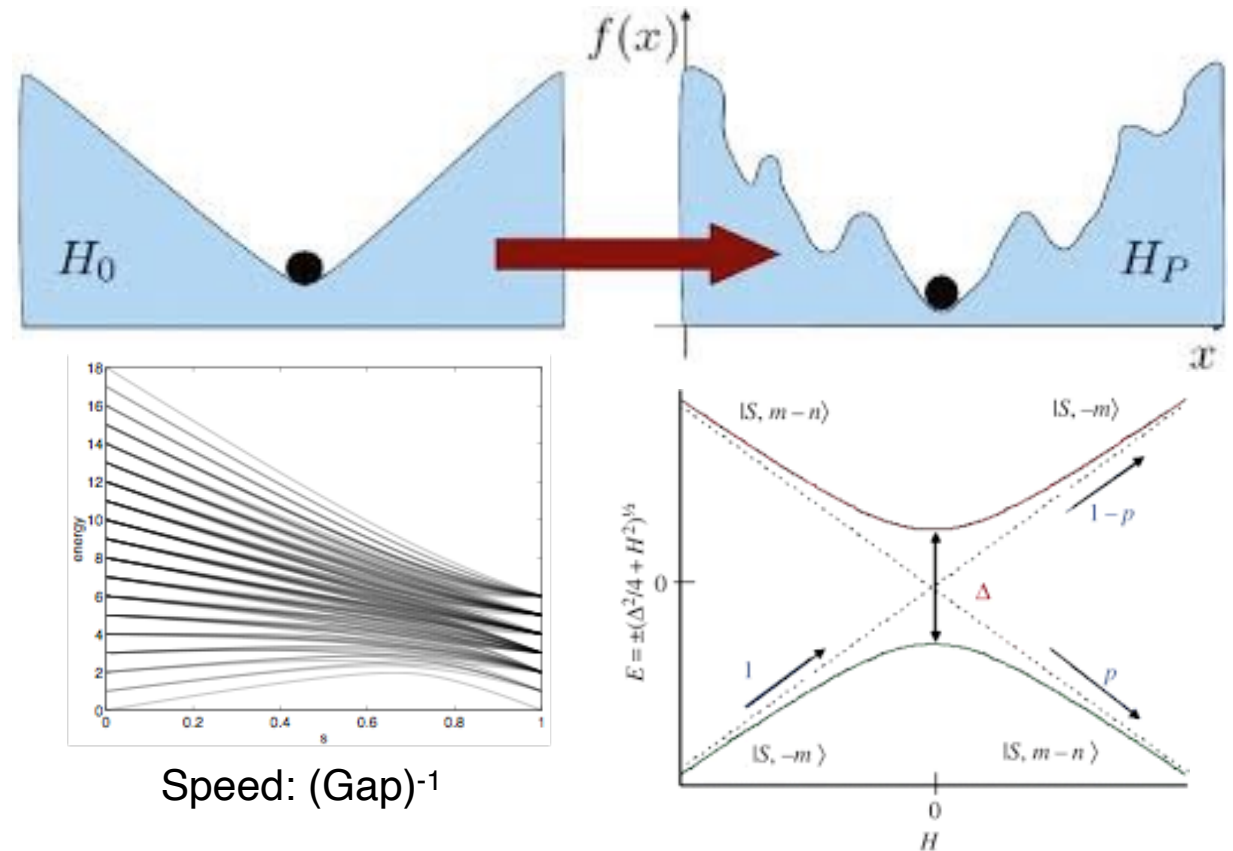 f(x)
H₀
H_P
x
18
16
14
12
10
8
6
4
2
0
energy
0 0.2 0.4 0.6 0.8 1
s
Speed: (Gap)⁻¹
E = ±(Δ²/4 + H²)^½
|S, m – n⟩ |S, –m⟩
1 – p
0
Δ
1 p
|S, –m ⟩ |S, m – n ⟩
0
H